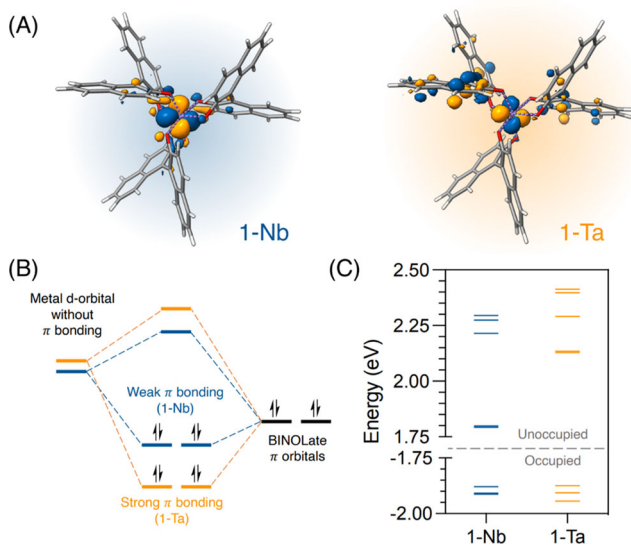 (A)
1-Nb
1-Ta
(B)
Metal d-orbital
without
π bonding
Weak π bonding
(1-Nb)
BINOLate
π orbitals
Strong π bonding
(1-Ta)
(C)
Energy (eV)
2.50
2.25
2.00
1.75
-1.75
-2.00
Unoccupied
Occupied
1-Nb
1-Ta